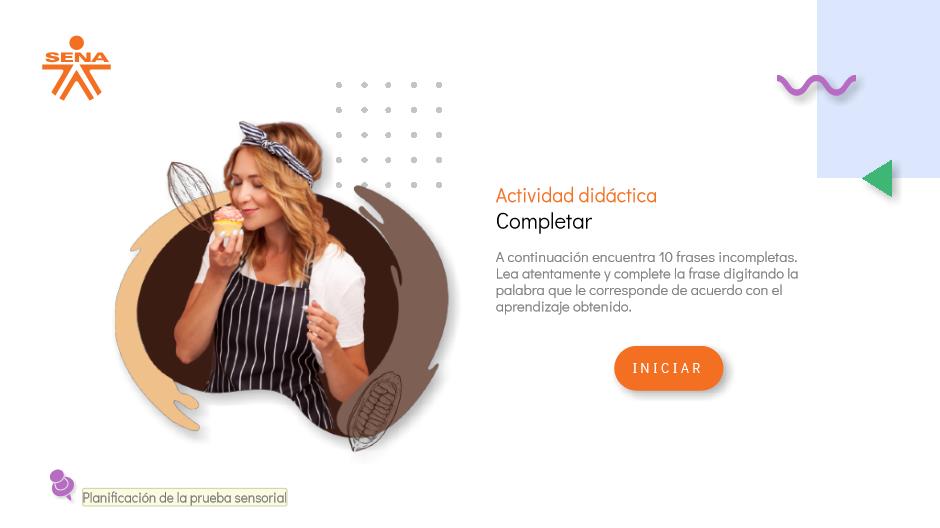 SENA
Actividad didáctica
Completar
A continuación encuentra 10 frases incompletas.
Lea atentamente y complete la frase digitando la
palabra que le corresponde de acuerdo con el
aprendizaje obtenido.
INICIAR
Planificación de la prueba sensorial